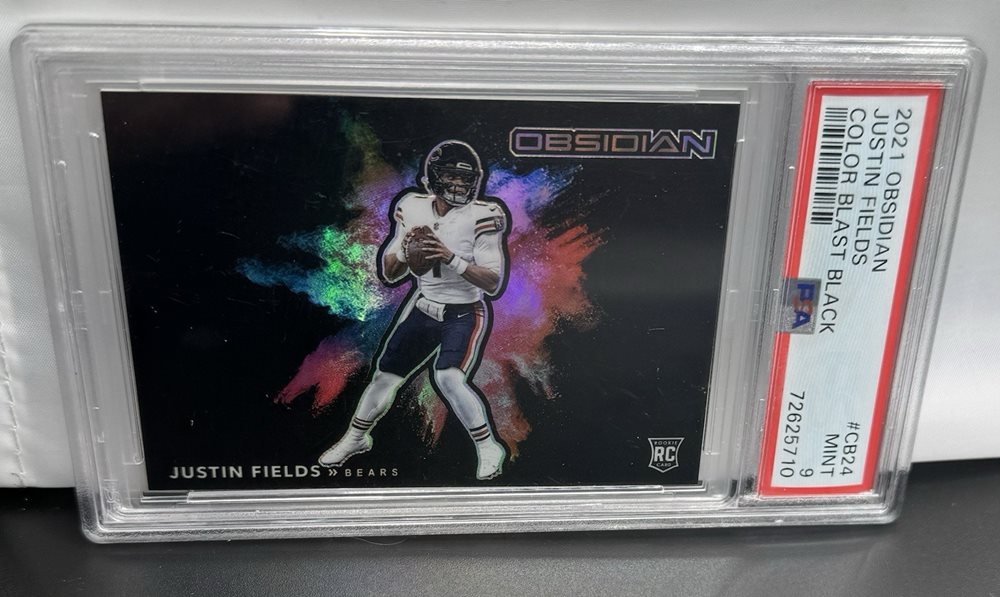 OBSIDIAN
JUSTIN FIELDS » BEARS
ROOKIE
RC
CARD
2021 OBSIDIAN
JUSTIN FIELDS
COLOR BLAST BLACK
#CB24
MINT
9
PSA
72625710